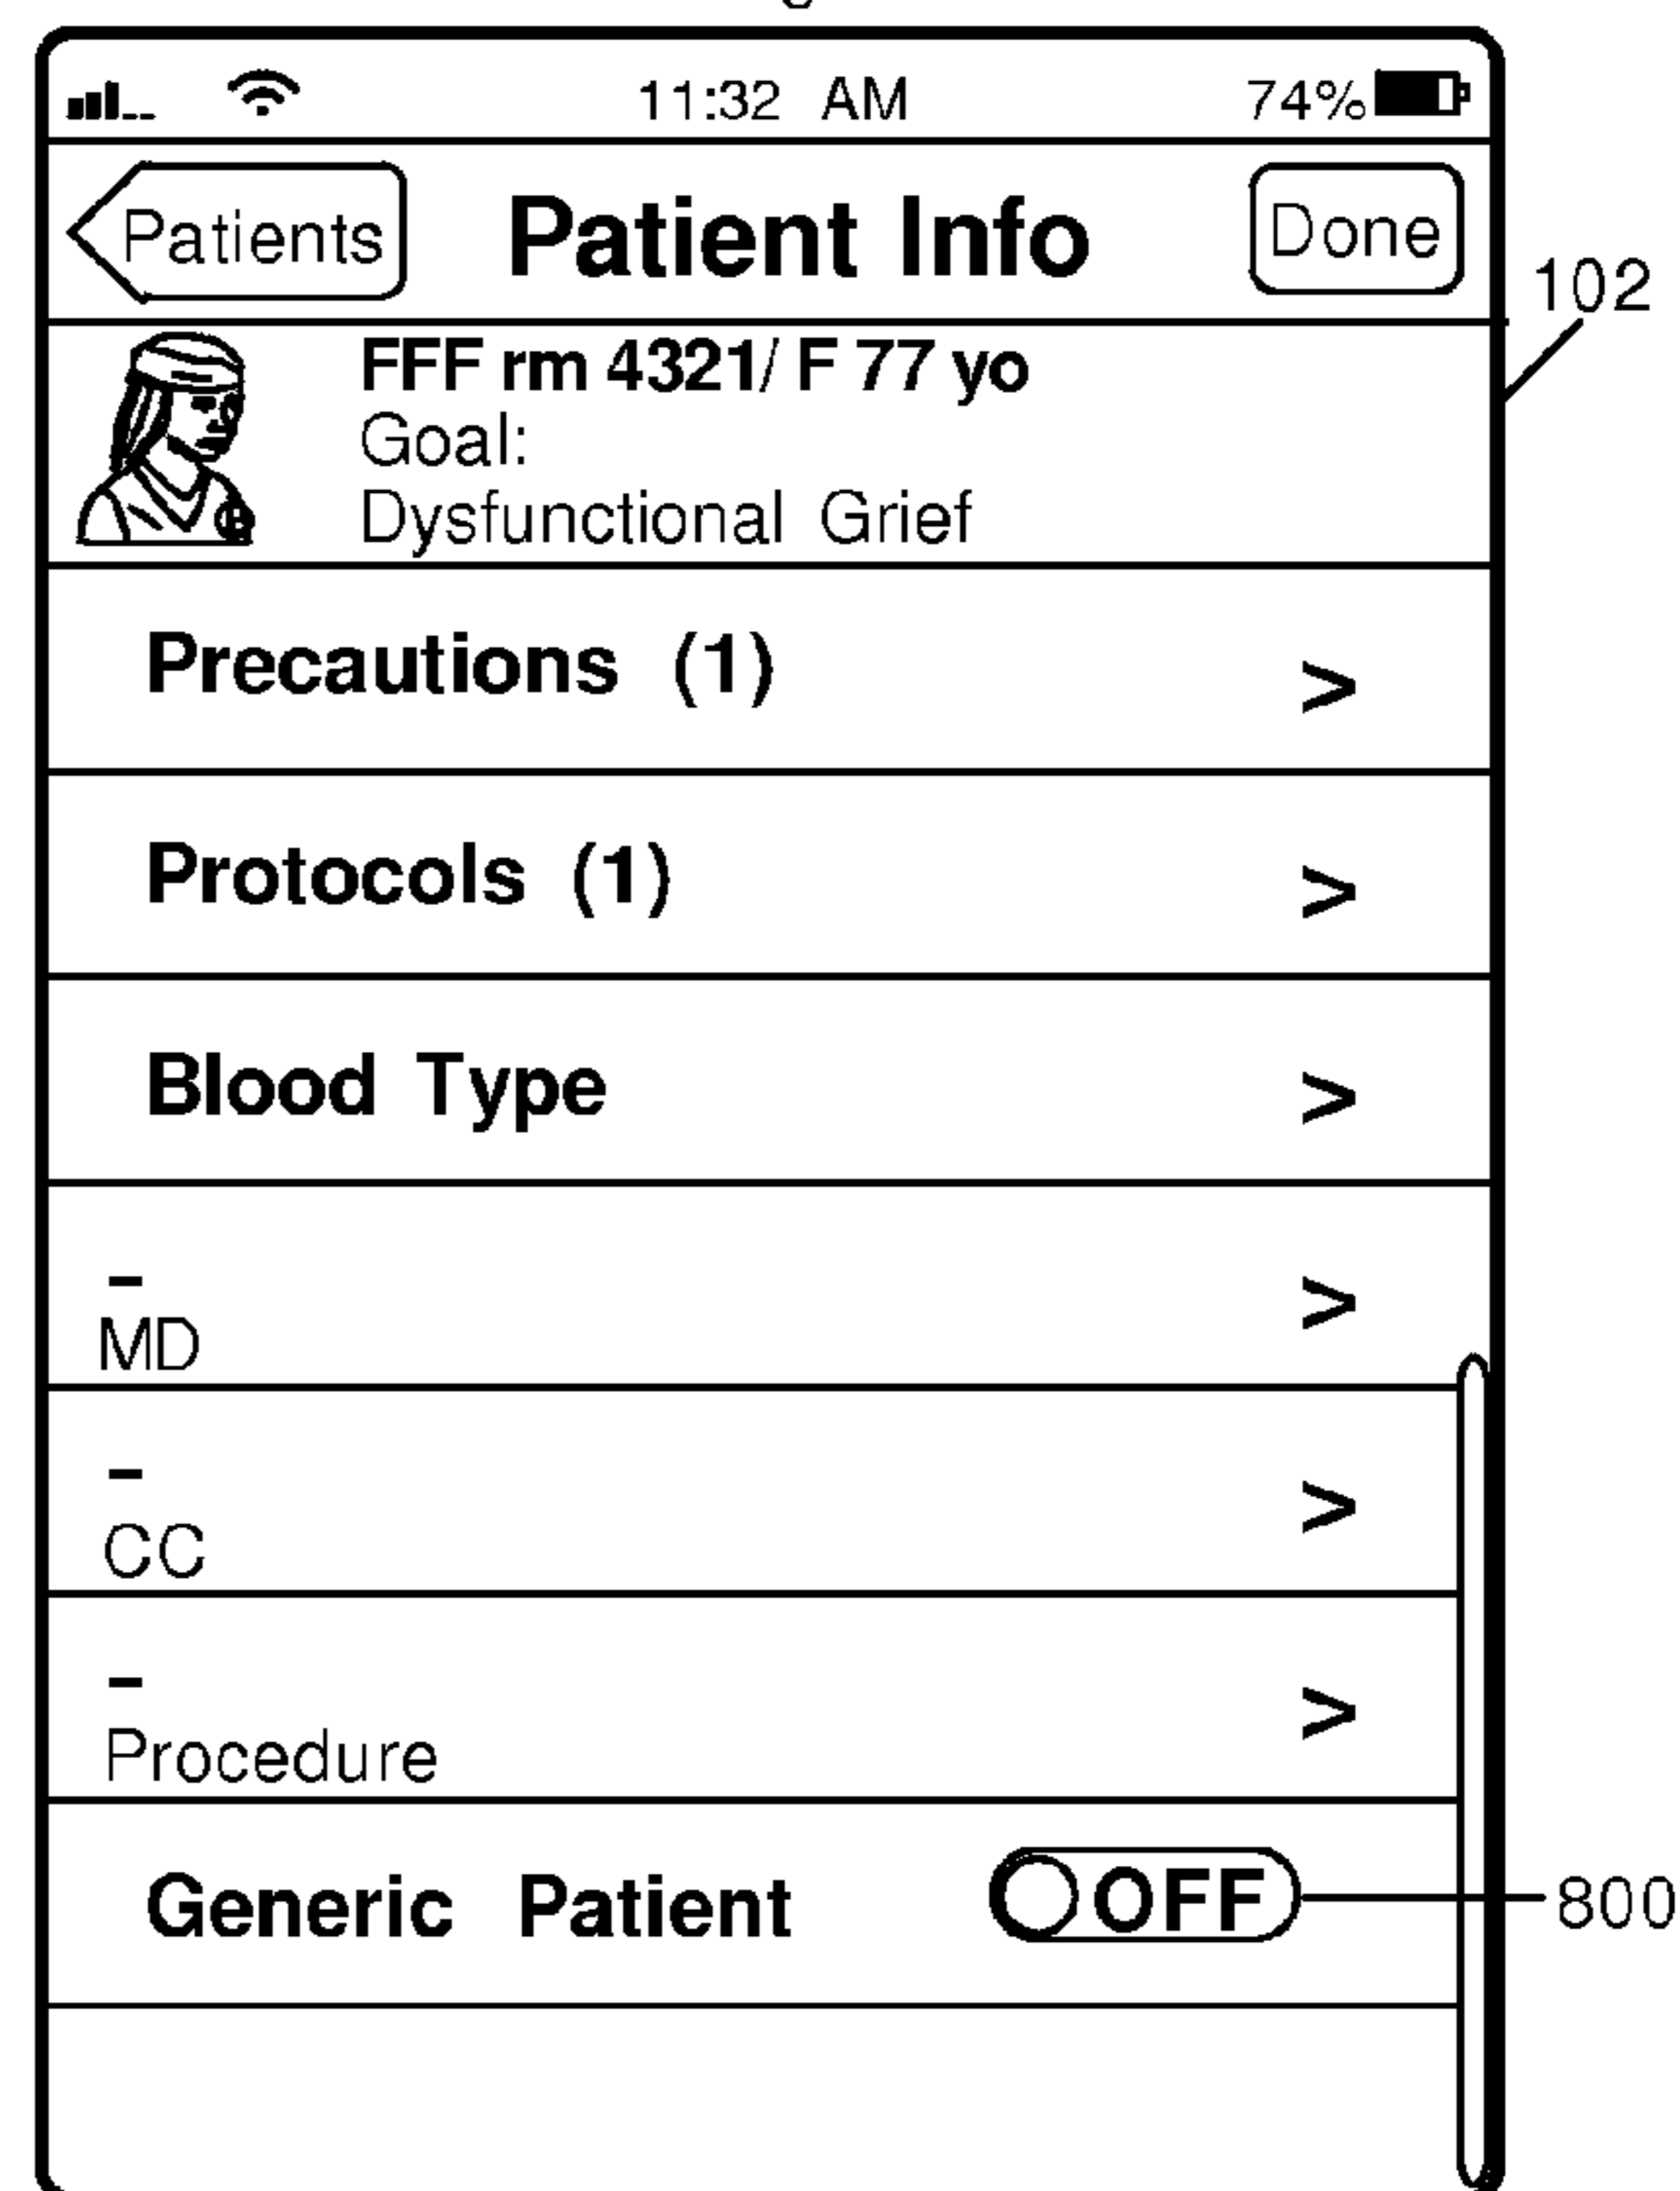 11:32 AM 74%
Patients Patient Info Done
102
FFF rm 4321/ F 77 yo
Goal:
Dysfunctional Grief
Precautions (1) >
Protocols (1) >
Blood Type >
-
MD >
-
CC >
-
Procedure >
Generic Patient OFF 800